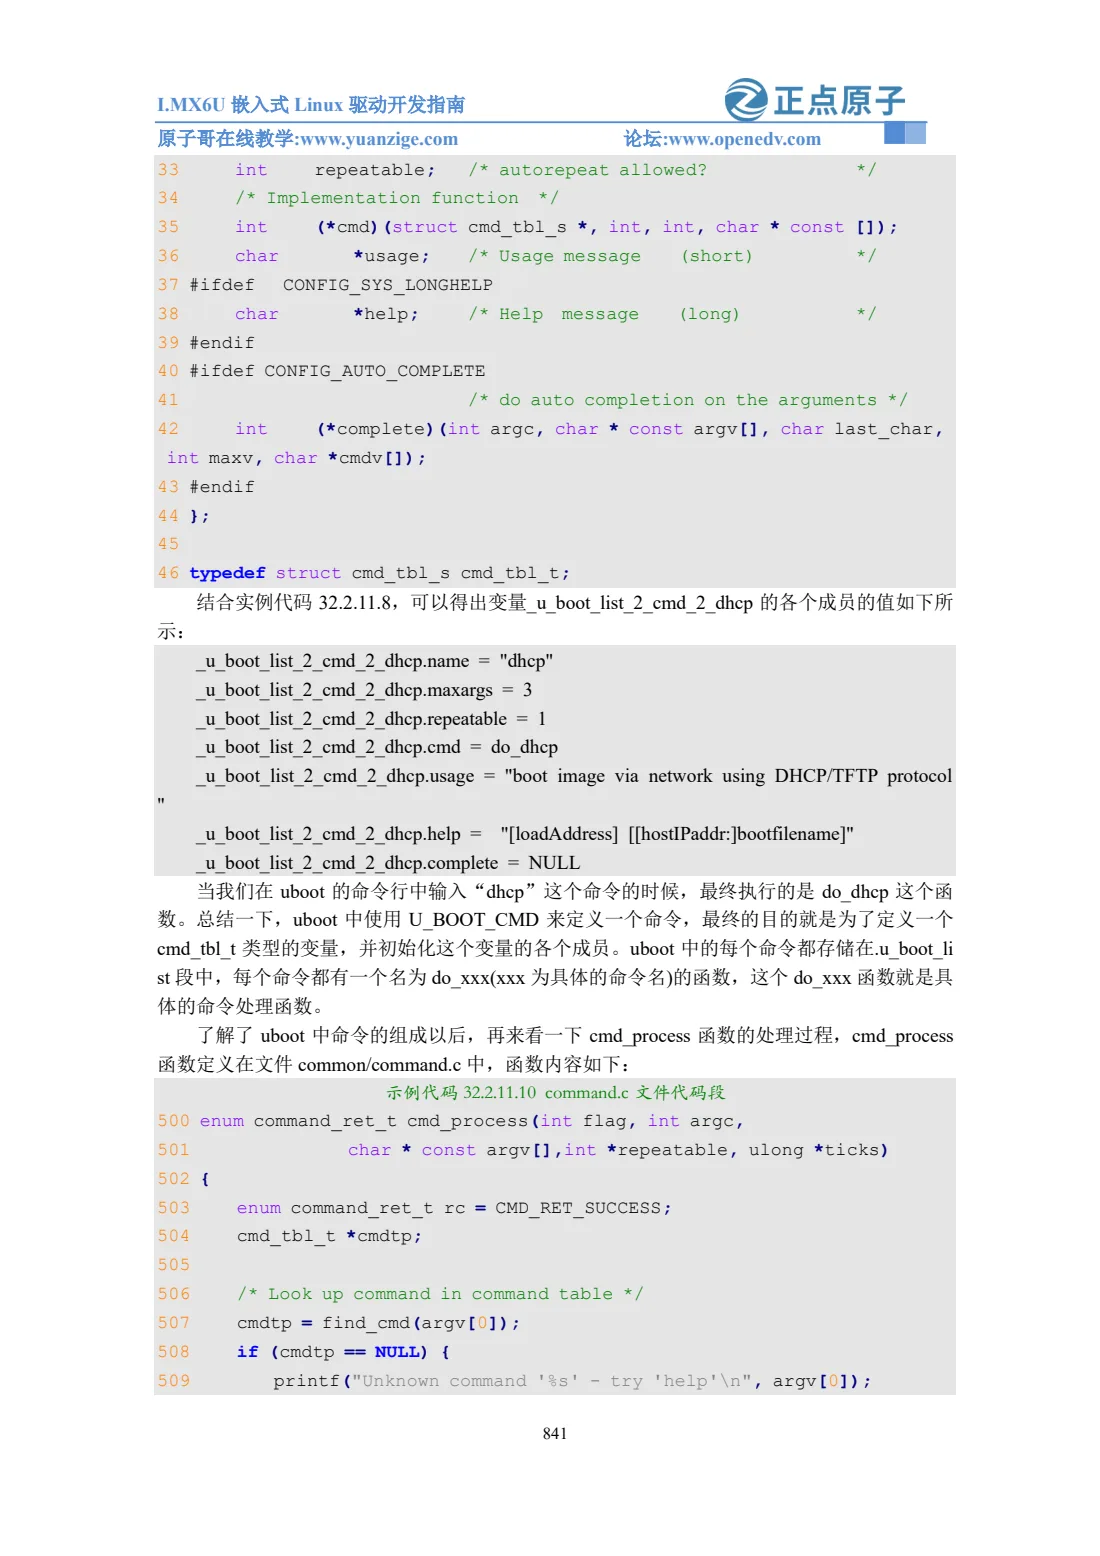 I.MX6U 嵌入式 Linux 驱动开发指南
正点原子
原子哥在线教学:www.yuanzige.com 论坛:www.openedv.com
33 int repeatable; /* autorepeat allowed? */
34 /* Implementation function */
35 int (*cmd)(struct cmd_tbl_s *, int, int, char * const []);
36 char *usage; /* Usage message (short) */
37 #ifdef CONFIG_SYS_LONGHELP
38 char *help; /* Help message (long) */
39 #endif
40 #ifdef CONFIG_AUTO_COMPLETE
41 /* do auto completion on the arguments */
42 int (*complete)(int argc, char * const argv[], char last_char,
int maxv, char *cmdv[]);
43 #endif
44 };
45
46 typedef struct cmd_tbl_s cmd_tbl_t;
结合实例代码 32.2.11.8，可以得出变量_u_boot_list_2_cmd_2_dhcp 的各个成员的值如下所
示：
_u_boot_list_2_cmd_2_dhcp.name = "dhcp"
_u_boot_list_2_cmd_2_dhcp.maxargs = 3
_u_boot_list_2_cmd_2_dhcp.repeatable = 1
_u_boot_list_2_cmd_2_dhcp.cmd = do_dhcp
_u_boot_list_2_cmd_2_dhcp.usage = "boot image via network using DHCP/TFTP protocol
"
_u_boot_list_2_cmd_2_dhcp.help = "[loadAddress] [[hostIPaddr:]bootfilename]"
_u_boot_list_2_cmd_2_dhcp.complete = NULL
当我们在 uboot 的命令行中输入“dhcp”这个命令的时候，最终执行的是 do_dhcp 这个函
数。总结一下，uboot 中使用 U_BOOT_CMD 来定义一个命令，最终的目的就是为了定义一个
cmd_tbl_t 类型的变量，并初始化这个变量的各个成员。uboot 中的每个命令都存储在.u_boot_li
st 段中，每个命令都有一个名为 do_xxx(xxx 为具体的命令名)的函数，这个 do_xxx 函数就是具
体的命令处理函数。
了解了 uboot 中命令的组成以后，再来看一下 cmd_process 函数的处理过程，cmd_process
函数定义在文件 common/command.c 中，函数内容如下：
示例代码 32.2.11.10 command.c 文件代码段
500 enum command_ret_t cmd_process(int flag, int argc,
501 char * const argv[],int *repeatable, ulong *ticks)
502 {
503 enum command_ret_t rc = CMD_RET_SUCCESS;
504 cmd_tbl_t *cmdtp;
505
506 /* Look up command in command table */
507 cmdtp = find_cmd(argv[0]);
508 if (cmdtp == NULL) {
509 printf("Unknown command '%s' - try 'help'\n", argv[0]);
841